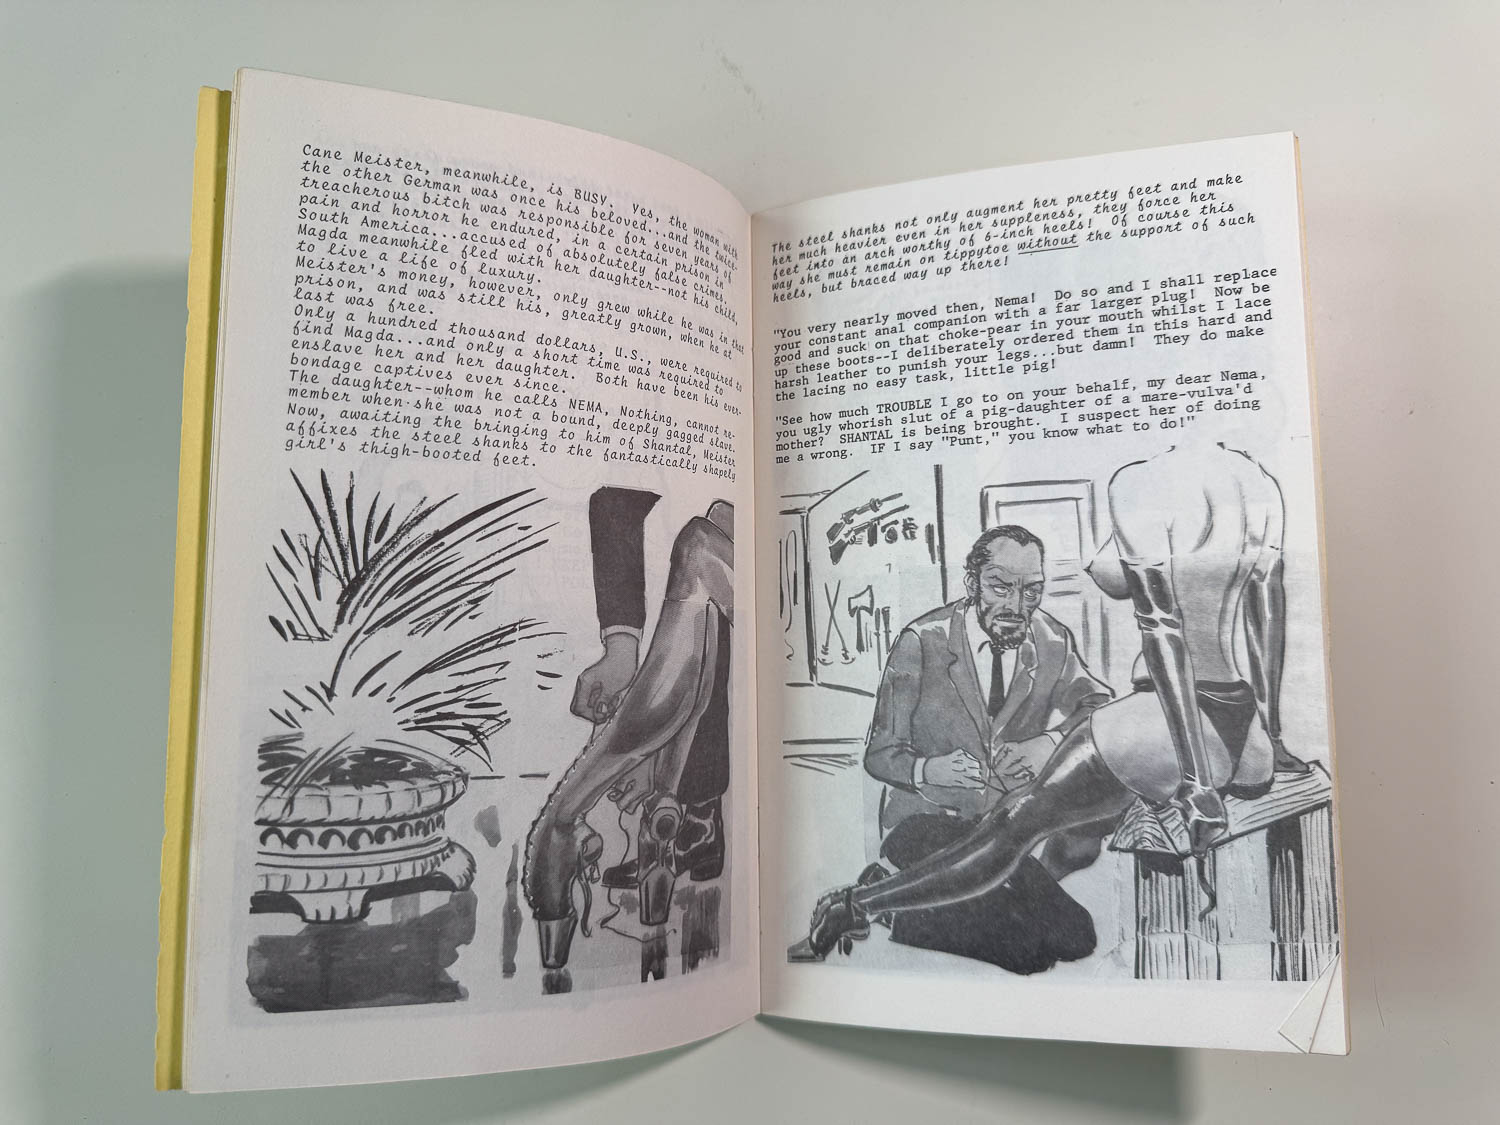 Cane Meister, meanwhile, is BUSY. Yes, the woman with
the other German was once his beloved...and the twice-
treacherous bitch was responsible for seven years of
pain and horror he endured, in a certain prison in
South America...accused of absolutely false crimes.
Magda meanwhile fled with her daughter--not his child,
to live a life of luxury.
Meister's money, however, only grew while he was in that
prison, and was still his, greatly grown, when he at
last was free.
Only a hundred thousand dollars, U.S., were required to
find Magda...and only a short time was required to
enslave her and her daughter. Both have been his ever-
bondage captives ever since.
The daughter--whom he calls NEMA, Nothing, cannot re-
member when she was not a bound, deeply gagged slave.
Now, awaiting the bringing to him of Shantal, Meister
affixes the steel shanks to the fantastically shapely
girl's thigh-booted feet.
The steel shanks not only augment her pretty feet and make
her much heavier even in her suppleness, they force her
feet into an arch worthy of 6-inch heels! Of course this
way she must remain on tippytoe without the support of such
heels, but braced way up there!
"You very nearly moved then, Nema! Do so and I shall replace
your constant anal companion with a far larger plug! Now be
good and suck on that choke-pear in your mouth whilst I lace
up these boots--I deliberately ordered them in this hard and
harsh leather to punish your legs...but damn! They do make
the lacing no easy task, little pig!
"See how much TROUBLE I go to on your behalf, my dear Nema,
you ugly whorish slut of a pig-daughter of a mare-vulva'd
mother? SHANTAL is being brought. I suspect her of doing
me a wrong. IF I say "Punt," you know what to do!"